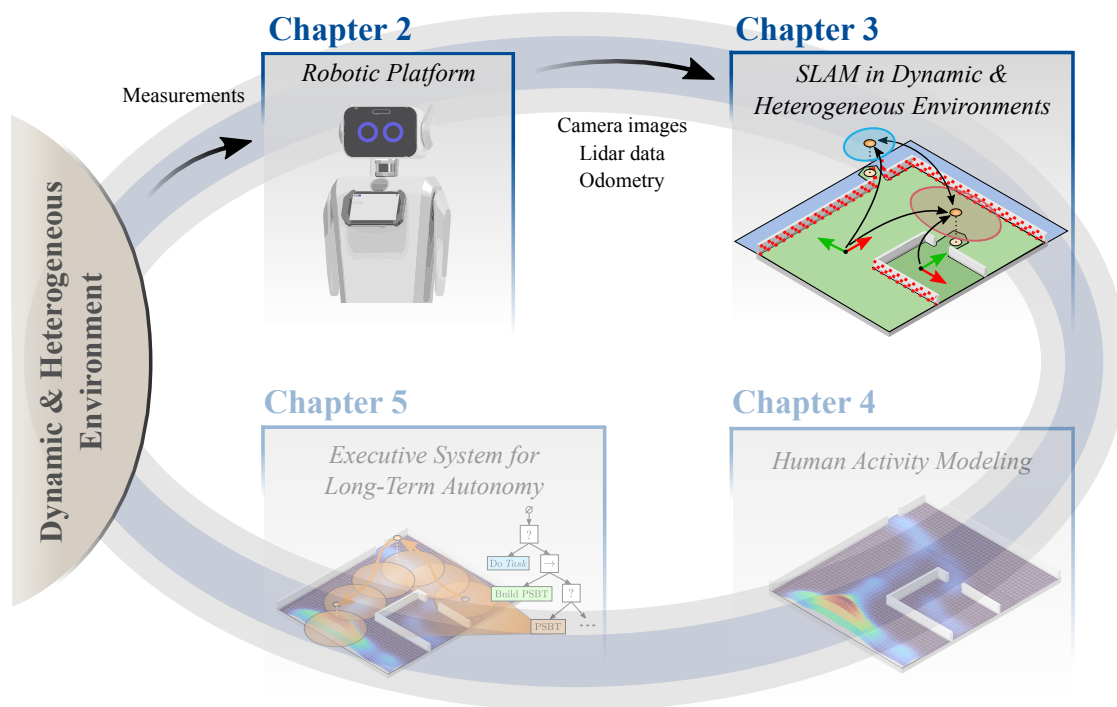 Chapter 2
Robotic Platform
Chapter 3
SLAM in Dynamic &
Heterogeneous Environments
Measurements
Camera images
Lidar data
Odometry
Dynamic & Heterogeneous
Environment
Chapter 5
Executive System for
Long-Term Autonomy
∅
?
Do Task
→
Build PSBT
?
PSBT
...
Chapter 4
Human Activity Modeling